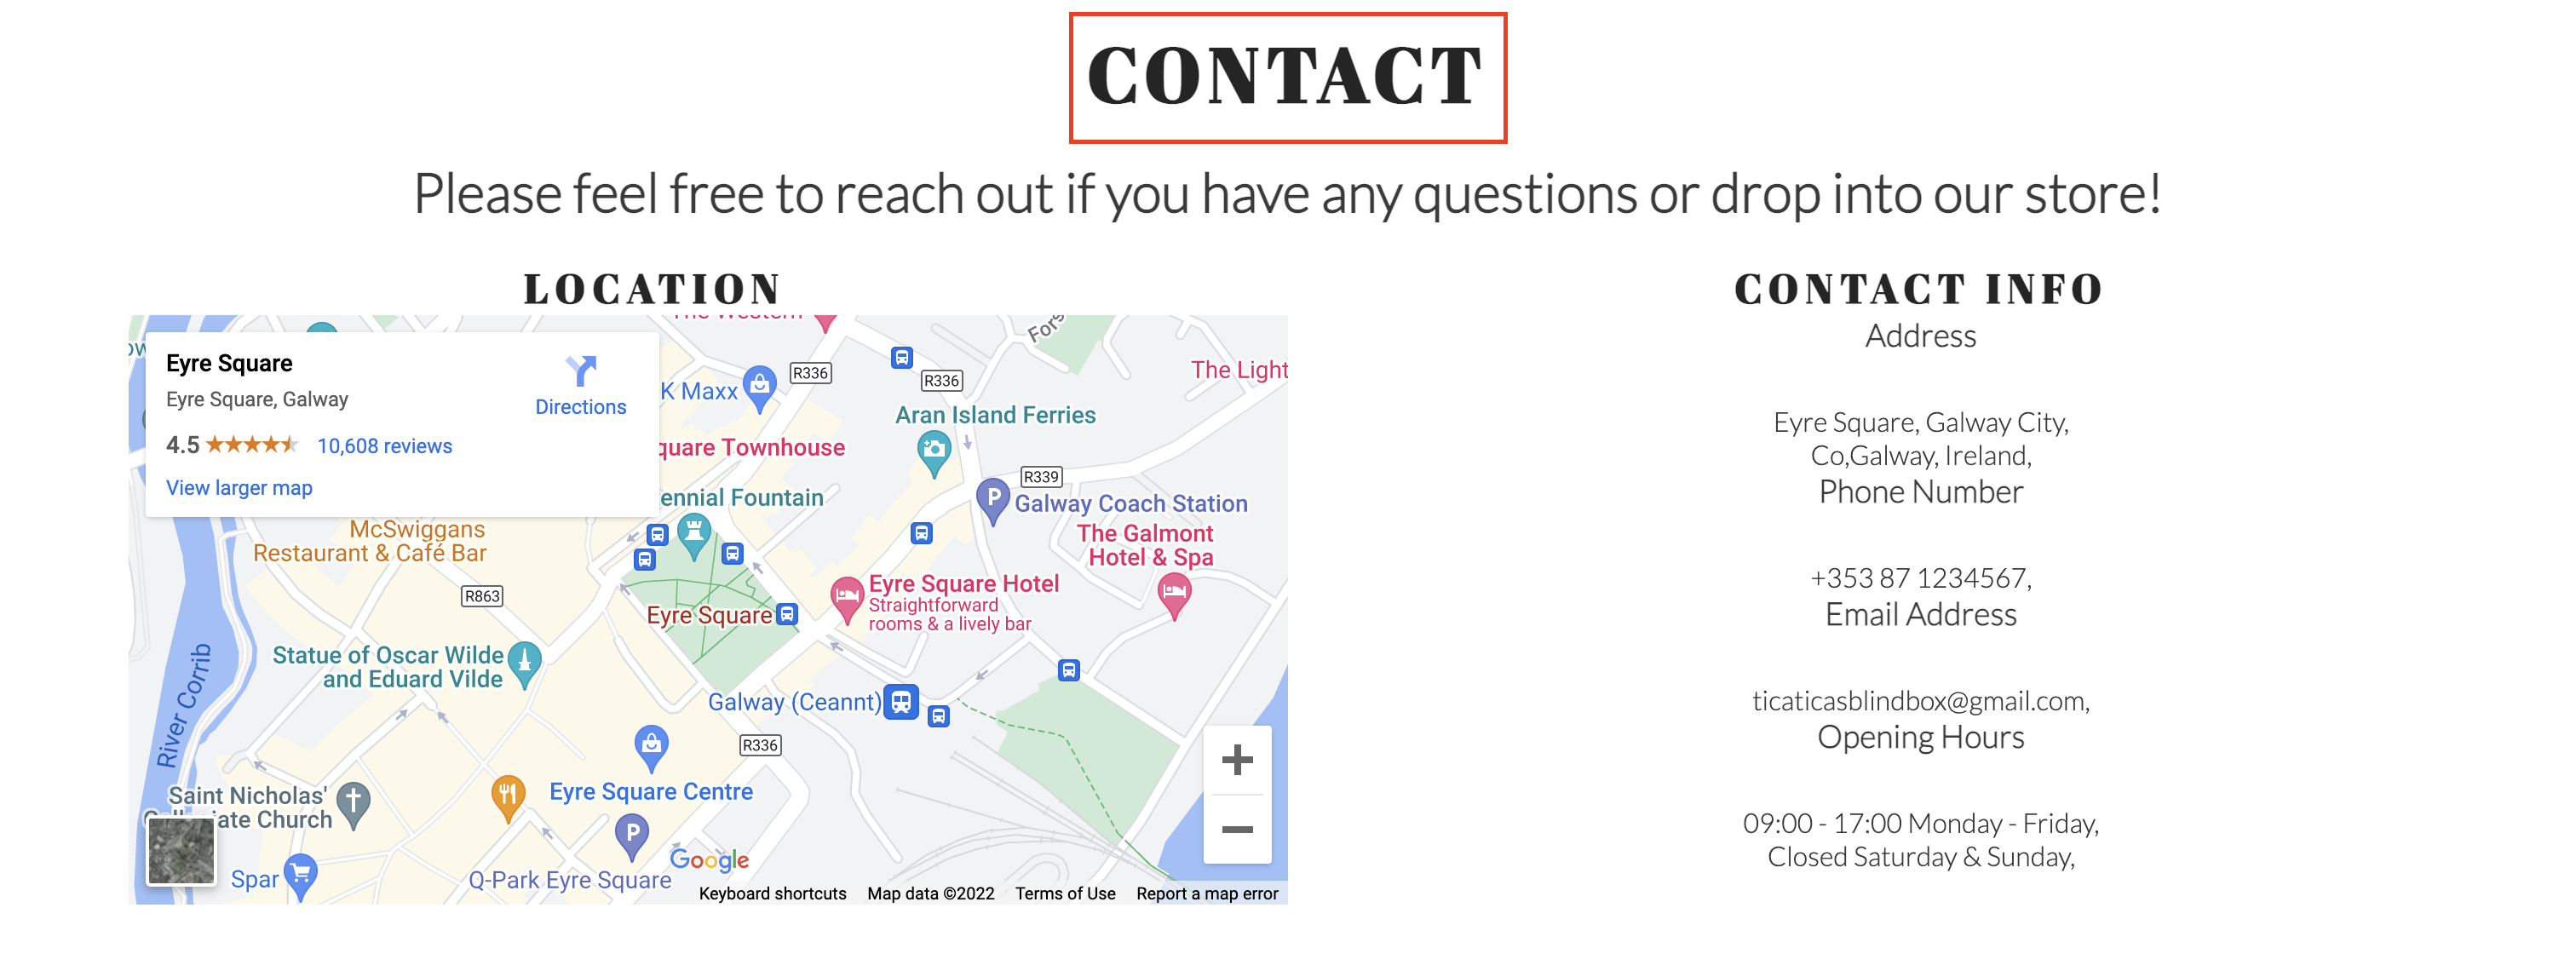 CONTACT
Please feel free to reach out if you have any questions or drop into our store!
LOCATION
Eyre Square
Eyre Square, Galway
4.5
10,608 reviews
View larger map
Directions
K Maxx
R336
R336
The Light
Aran Island Ferries
quare Townhouse
R339
ennial Fountain
Galway Coach Station
The Galmont
Hotel & Spa
McSwiggans
Restaurant & Café Bar
Eyre Square Hotel
Straightforward
rooms & a lively bar
R863
Eyre Square
Statue of Oscar Wilde
and Eduard Vilde
River Corrib
Galway (Ceannt)
R336
Eyre Square Centre
Saint Nicholas'
iate Church
P
P
Google
Spar
Q-Park Eyre Square
Keyboard shortcuts
Map data ©2022
Terms of Use
Report a map error
CONTACT INFO
Address
Eyre Square, Galway City,
Co,Galway, Ireland,
Phone Number
+353 87 1234567,
Email Address
ticaticasblindbox@gmail.com,
Opening Hours
09:00 - 17:00 Monday - Friday,
Closed Saturday & Sunday,